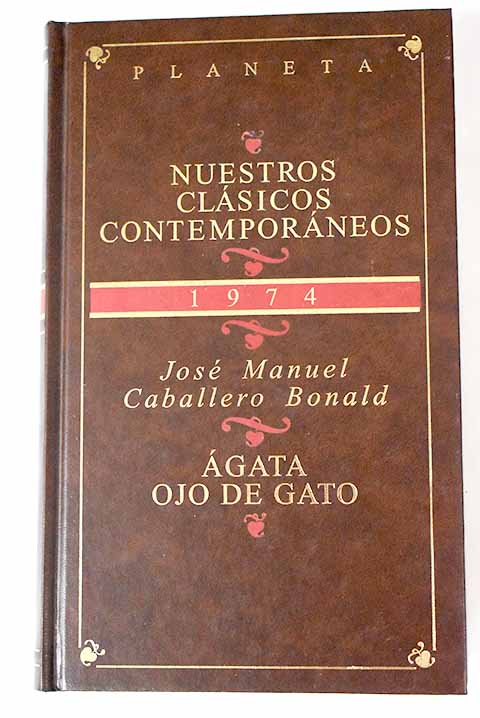 PLANETA
NUESTROS
CLÁSICOS
CONTEMPORÁNEOS
1974
José Manuel
Caballero Bonald
ÁGATA
OJO DE GATO